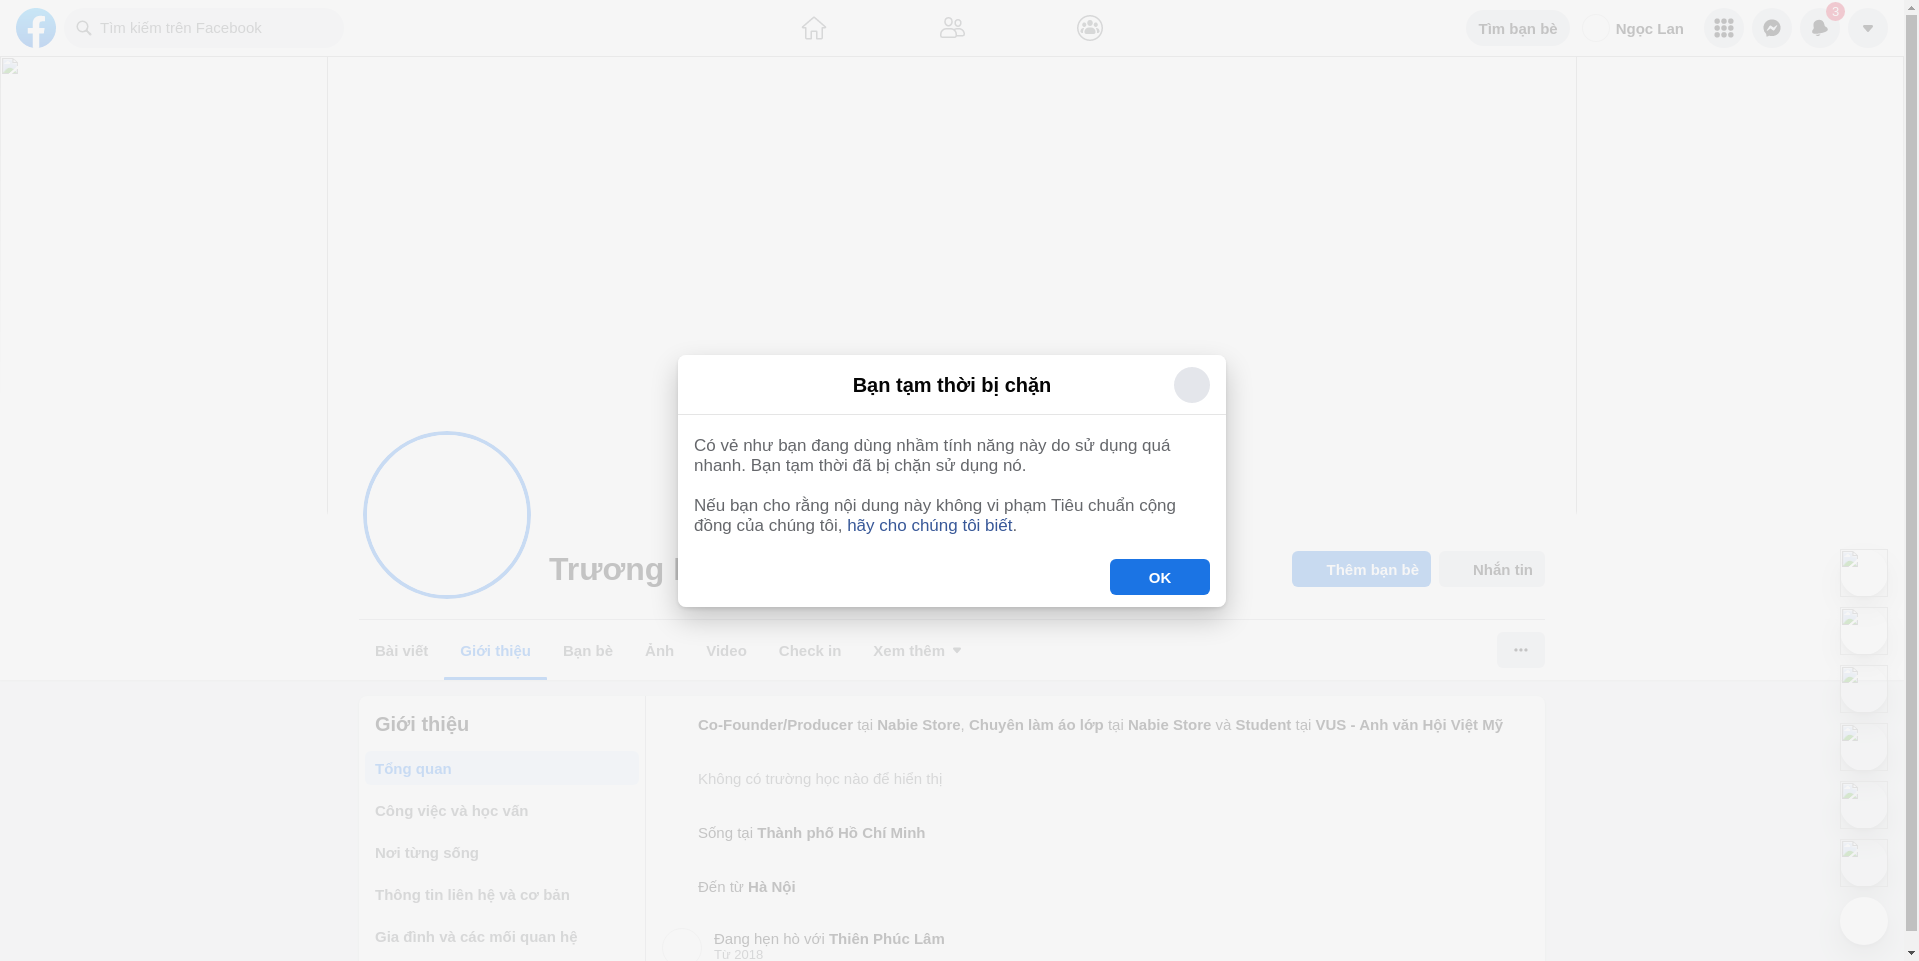 Tìm kiếm trên Facebook
Tìm bạn bè
Ngọc Lan
3
Bạn tạm thời bị chặn
Có vẻ như bạn đang dùng nhầm tính năng này do sử dụng quá
nhanh. Bạn tạm thời đã bị chặn sử dụng nó.
Nếu bạn cho rằng nội dung này không vi phạm Tiêu chuẩn cộng
đồng của chúng tôi, hãy cho chúng tôi biết.
OK
Trương
Thêm bạn bè
Nhắn tin
Bài viết
Giới thiệu
Bạn bè
Ảnh
Video
Check in
Xem thêm
Giới thiệu
Tổng quan
Công việc và học vấn
Nơi từng sống
Thông tin liên hệ và cơ bản
Gia đình và các mối quan hệ
Co-Founder/Producer tại Nabie Store, Chuyên làm áo lớp tại Nabie Store và Student tại VUS - Anh văn Hội Việt Mỹ
Không có trường học nào để hiển thị
Sống tại Thành phố Hồ Chí Minh
Đến từ Hà Nội
Đang hẹn hò với Thiên Phúc Lâm
Từ 2018